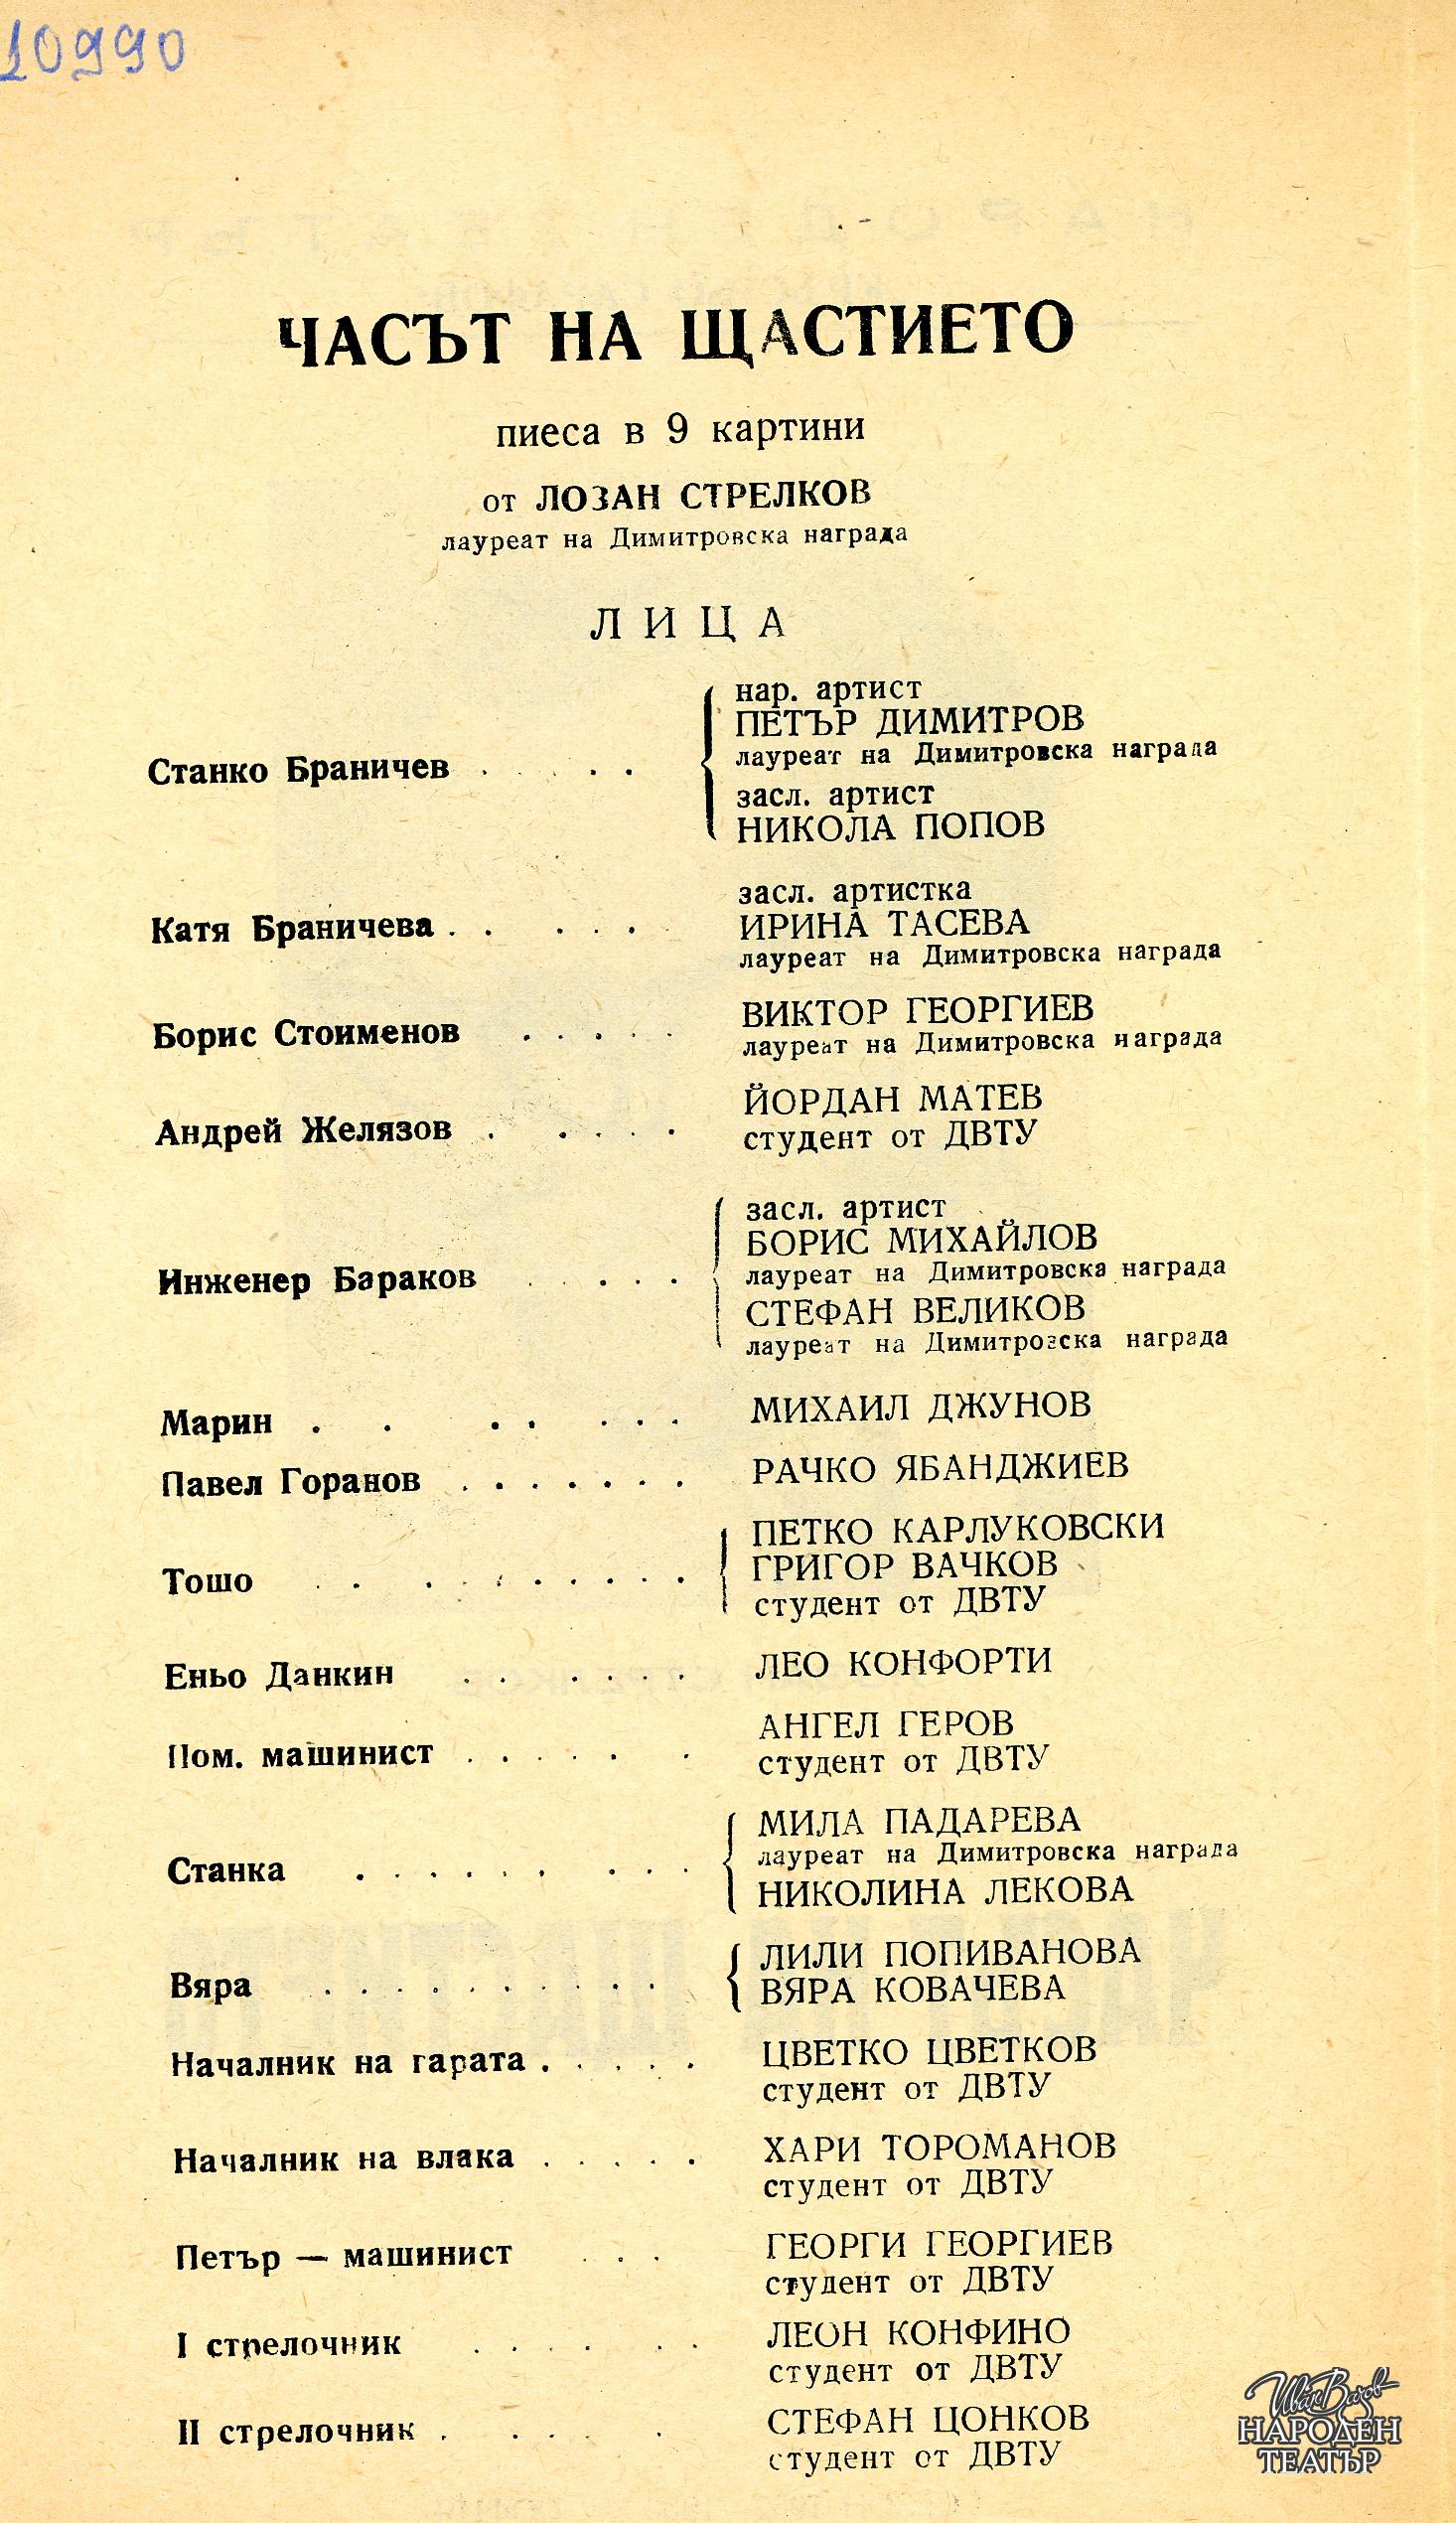 10990
ЧАСЪТ НА ЩАСТИЕТО
пиеса в 9 картини
от ЛОЗАН СТРЕЛКОВ
лауреат на Димитровска награда
ЛИЦА
нар. артист
ПЕТЪР ДИМИТРОВ
лауреат на Димитровска награда
Станко Браничев . . . . .
засл. артист
НИКОЛА ПОПОВ
засл. артистка
Катя Браничева . . . . . ИРИНА ТАСЕВА
лауреат на Димитровска награда
Борис Стоименов . . . . . ВИКТОР ГЕОРГИЕВ
лауреат на Димитровска награда
Андрей Желязов . . . . . ЙОРДАН МАТЕВ
студент от ДВТУ
засл. артист
БОРИС МИХАЙЛОВ
Инженер Бараков . . . . . лауреат на Димитровска награда
СТЕФАН ВЕЛИКОВ
лауреат на Димитровска награда
Марин . . . . . . . МИХАИЛ ДЖУНОВ
Павел Горанов . . . . . . . РАЧКО ЯБАНДЖИЕВ
ПЕТКО КАРЛУКОВСКИ
Тошо . . . . . . . . . . ГРИГОР ВАЧКОВ
студент от ДВТУ
Еньо Данкин . . . . . . ЛЕО КОНФОРТИ
АНГЕЛ ГЕРОВ
Пом. машинист . . . . . . студент от ДВТУ
МИЛА ПАДАРЕВА
Станка . . . . . . . . . лауреат на Димитровска награда
НИКОЛИНА ЛЕКОВА
ЛИЛИ ПОПИВАНОВА
Вяра . . . . . . . . . . ВЯРА КОВАЧЕВА
Началник на гарата . . . . . ЦВЕТКО ЦВЕТКОВ
студент от ДВТУ
Началник на влака . . . . . ХАРИ ТОРОМАНОВ
студент от ДВТУ
Петър — машинист . . . ГЕОРГИ ГЕОРГИЕВ
студент от ДВТУ
I стрелочник . . . . . . ЛЕОН КОНФИНО
студент от ДВТУ
II стрелочник . . . . . СТЕФАН ЦОНКОВ
студент от ДВТУ
Иван Вазов
НАРОДЕН
ТЕАТЪР